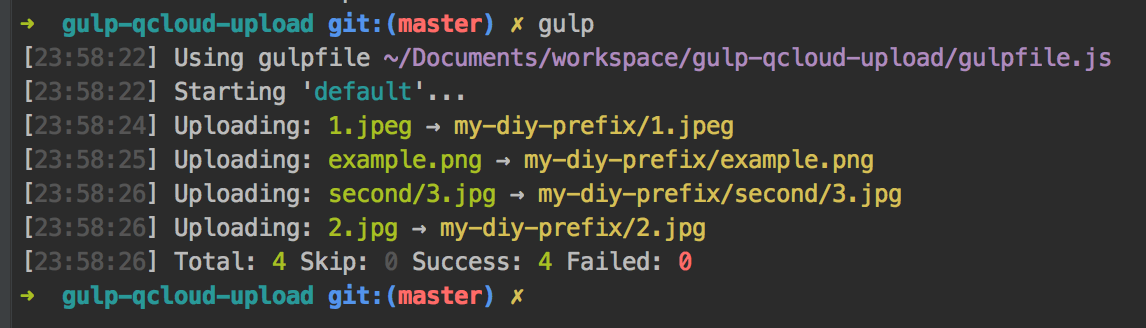 ➜ gulp-qcloud-upload git:(master) ✗ gulp
[23:58:22] Using gulpfile ~/Documents/workspace/gulp-qcloud-upload/gulpfile.js
[23:58:22] Starting 'default'...
[23:58:24] Uploading: 1.jpeg → my-diy-prefix/1.jpeg
[23:58:25] Uploading: example.png → my-diy-prefix/example.png
[23:58:26] Uploading: second/3.jpg → my-diy-prefix/second/3.jpg
[23:58:26] Uploading: 2.jpg → my-diy-prefix/2.jpg
[23:58:26] Total: 4 Skip: 0 Success: 4 Failed: 0
➜ gulp-qcloud-upload git:(master) ✗